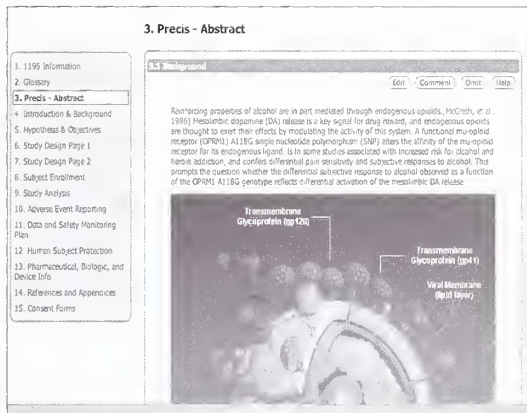 3. Precis - Abstract
1. 1195 Information
2. Glossary
3. Precis - Abstract
4 Introduction & Background
5. Hypothesis & Objectives
6. Study Design Page 1
7. Study Design Page 2
8. Subject Enrollment
9. Study Analysis
10. Adverse Event Reporting
11. Data and Safety Monitoring
Plan
12 Human Subject Protection
13. Pharmaceutical, Biologic, and
Device Info
14. References and Appendices
15. Consent Forms
3.3 Background
Edit Comment Omit Help
Reinforcing properties of alcohol are in part mediated through endogenous opioids, McGrath, et al ,
1986] Mesolimbic dopamine (DA) release is a key signal for drug reward, and endogenous opioids
are thought to exert their effects by modulating the activity of this system. A functional mu-opioid
receptor (OPRM1) A118G single nucleotide polymorphism (SNP) alters the affinity of the mu-opioid
receptor for its endogenous ligand. Is In some studies associated with increased risk for alcohol and
heroin addiction, and confers differential pain sensitivity and subjective responses to alcohol. This
prompts the question whether the differential subjective response to alcohol observed as a function
of the OPRM1 A118G genotype reflects differential activation of the mesolimbic DA release
Transmembrane
Glycoprotein (gp120)
Transmembrane
Glycoprotein (gp41)
Viral Membrane
(lipid layer)